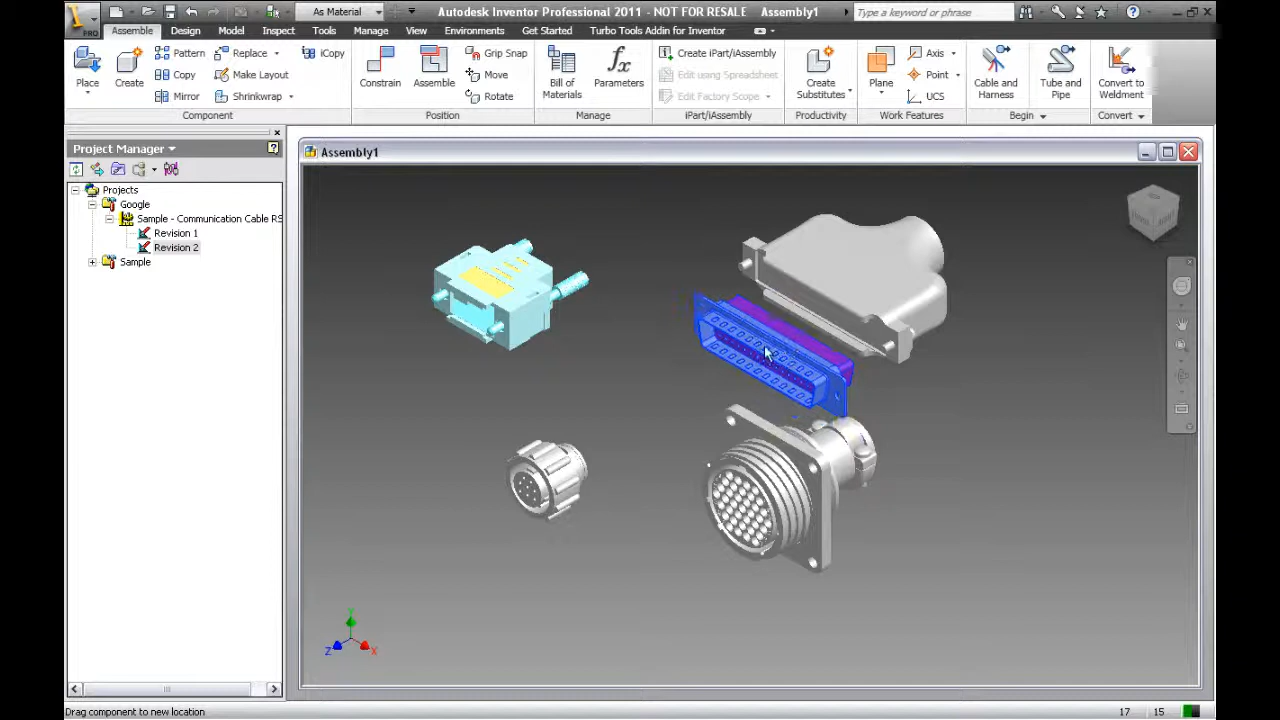 As Material Autodesk Inventor Professional 2011 - NOT FOR RESALE Assembly1 Type a keyword or phrase
PRO Assemble Design Model Inspect Tools Manage View Environments Get Started Turbo Tools Addin for Inventor
Pattern Replace iCopy Grip Snap Create iPart/iAssembly Axis
Copy Make Layout Move Edit using Spreadsheet Point
Place Create Constrain Assemble Bill of Materials Parameters Create Substitutes Plane Cable and Harness Tube and Pipe Convert to Weldment
Mirror Shrinkwrap Rotate Edit Factory Scope UCS
Component Position Manage iPart/iAssembly Productivity Work Features Begin Convert
Project Manager
Assembly1
Projects
Google
Sample - Communication Cable RS
Revision 1
Revision 2
Sample
Y
Z
X
Drag component to new location 17 15